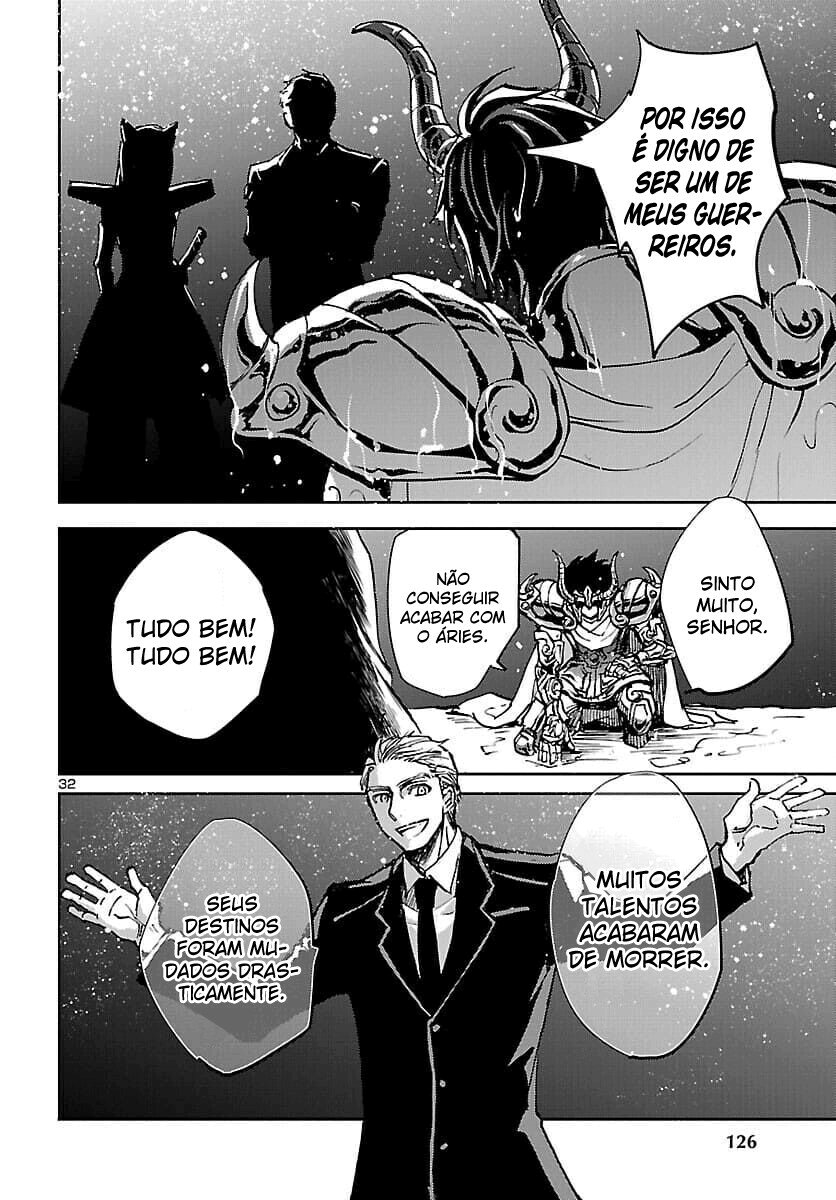 POR ISSO
É DIGNO DE
SER UM DE
MEUS GUER-
REIROS.
SINTO
MUITO,
SENHOR.
NÃO
CONSEGUIR
ACABAR COM
O ÁRIES.
TUDO BEM!
TUDO BEM!
32
MUITOS
TALENTOS
ACABARAM
DE MORRER.
SEUS
DESTINOS
FORAM MU-
DADOS DRAS-
TICAMENTE.
126